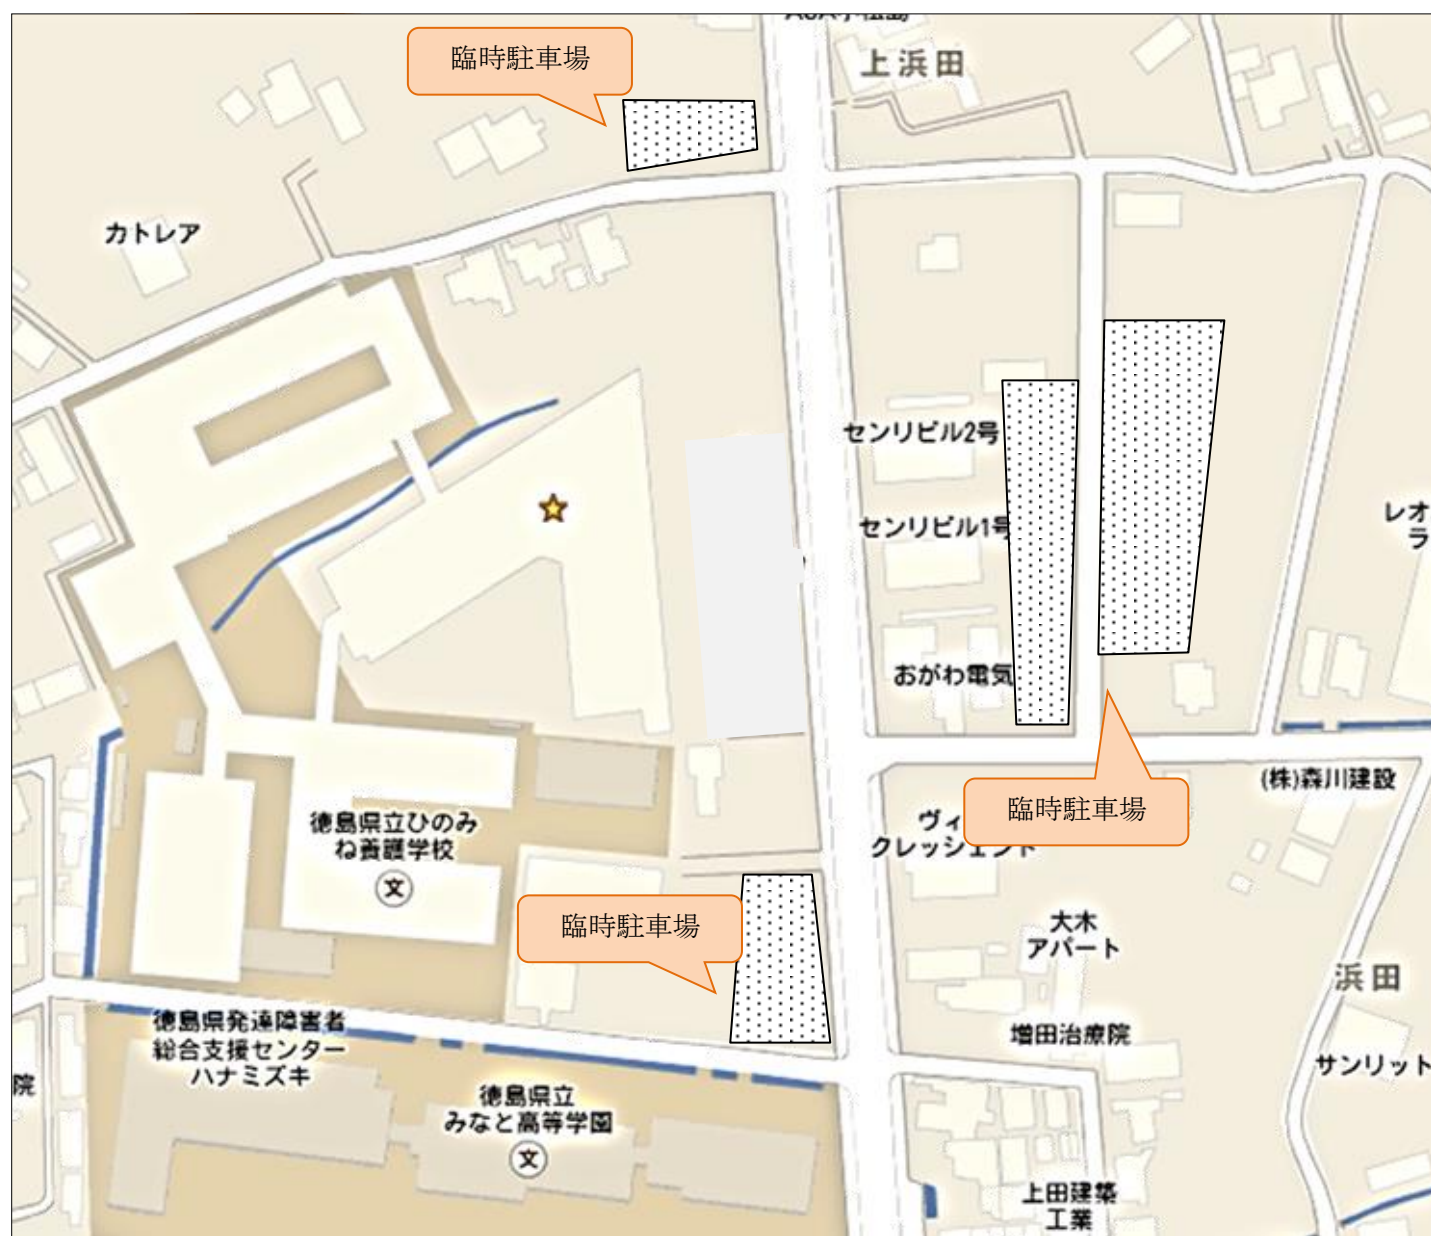 臨時駐車場
上浜田
カトレア
センリビル2号
センリビル1号
レオ
ラ
おがわ電気
(株)森川建設
臨時駐車場
ヴィ
クレッシェント
徳島県立ひのみ
ね養護学校
文
臨時駐車場
大木
アパート
浜田
徳島県発達障害者
総合支援センター
ハナミズキ
増田治療院
サンリット
院
徳島県立
みなと高等学園
文
上田建築
工業